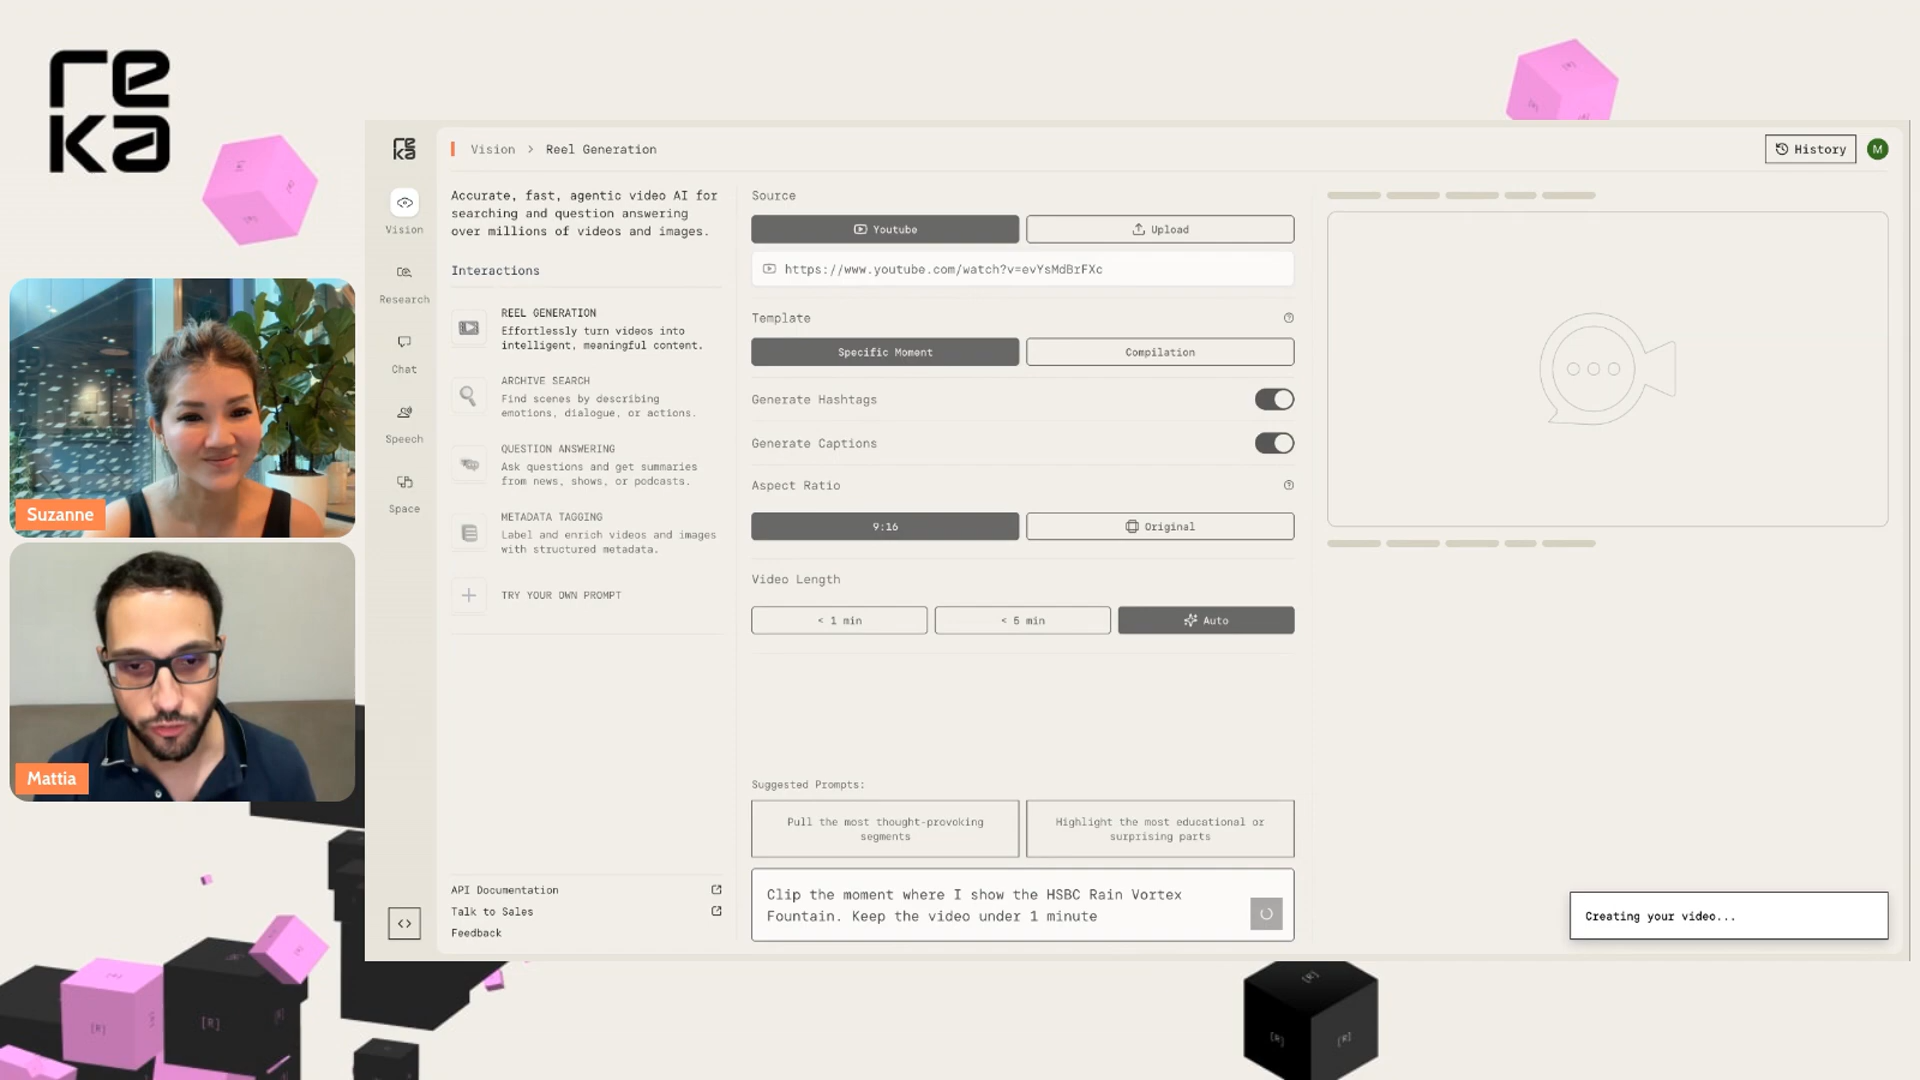 reka
Suzanne
Mattia
reka
Vision
Research
Chat
Speech
Space
Vision > Reel Generation
History
M
Accurate, fast, agentic video AI for
searching and question answering
over millions of videos and images.
Interactions
REEL GENERATION
Effortlessly turn videos into
intelligent, meaningful content.
ARCHIVE SEARCH
Find scenes by describing
emotions, dialogue, or actions.
QUESTION ANSWERING
Ask questions and get summaries
from news, shows, or podcasts.
METADATA TAGGING
Label and enrich videos and images
with structured metadata.
TRY YOUR OWN PROMPT
API Documentation
Talk to Sales
Feedback
Source
Youtube
Upload
https://www.youtube.com/watch?v=evYsMdBrFXc
Template
Specific Moment
Compilation
Generate Hashtags
Generate Captions
Aspect Ratio
9:16
Original
Video Length
< 1 min
< 5 min
Auto
Suggested Prompts:
Pull the most thought-provoking
segments
Highlight the most educational or
surprising parts
Clip the moment where I show the HSBC Rain Vortex
Fountain. Keep the video under 1 minute
Creating your video...
[R]
[R]
[R]
[R]